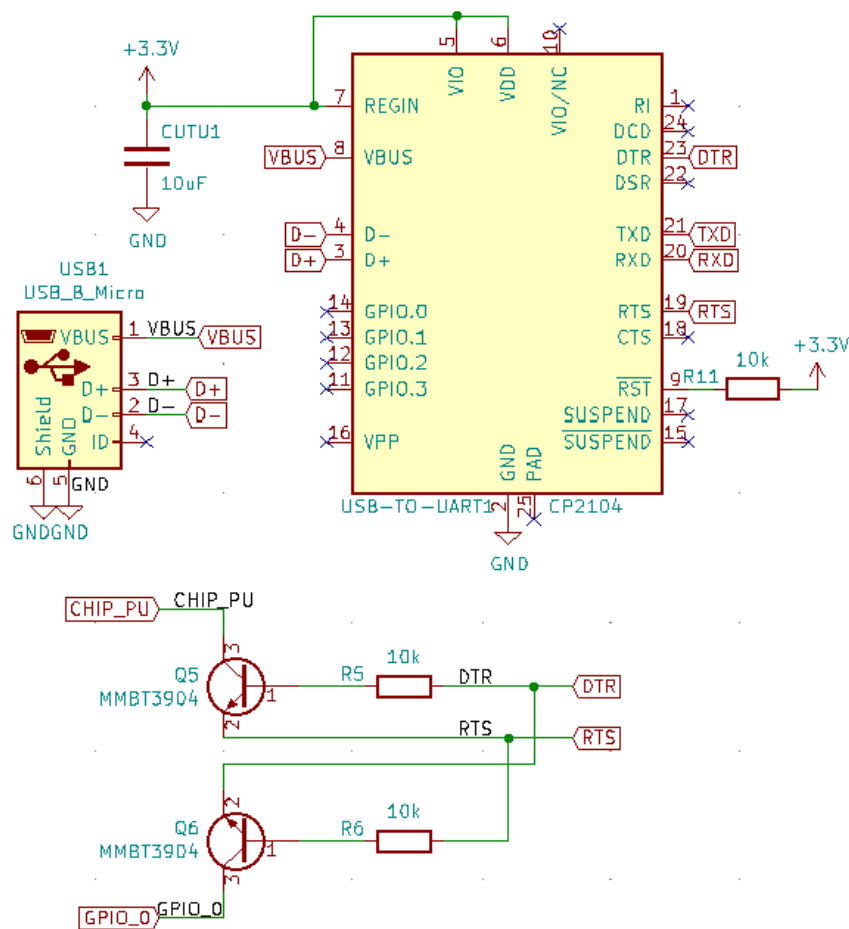 +3.3V
5
6
10
VIO
VDD
VIO/NC
7
REGIN
RI
1
CUTU1
DCD
24
VBUS
8
VBUS
DTR
23
DTR
10uF
DSR
22
GND
D-
4
D-
TXD
21
TXD
D+
3
D+
RXD
20
RXD
USB1
USB_B_Micro
14
GPIO.0
RTS
19
RTS
VBUS
1
VBUS
VBUS
13
GPIO.1
CTS
18
+3.3V
12
GPIO.2
10k
D+
3
D+
D+
11
GPIO.3
RST
9
R11
D-
2
D-
D-
SUSPEND
17
Shield
GND
ID
4
16
VPP
SUSPEND
15
6
5
GND
GND
PAD
GND
GND
USB-TO-UART1
2
25
CP2104
GND
CHIP_PU
CHIP_PU
3
Q5
MMBT3904
1
R5
10k
DTR
DTR
2
RTS
RTS
2
Q6
MMBT3904
1
R6
10k
3
GPIO_0
GPIO_0